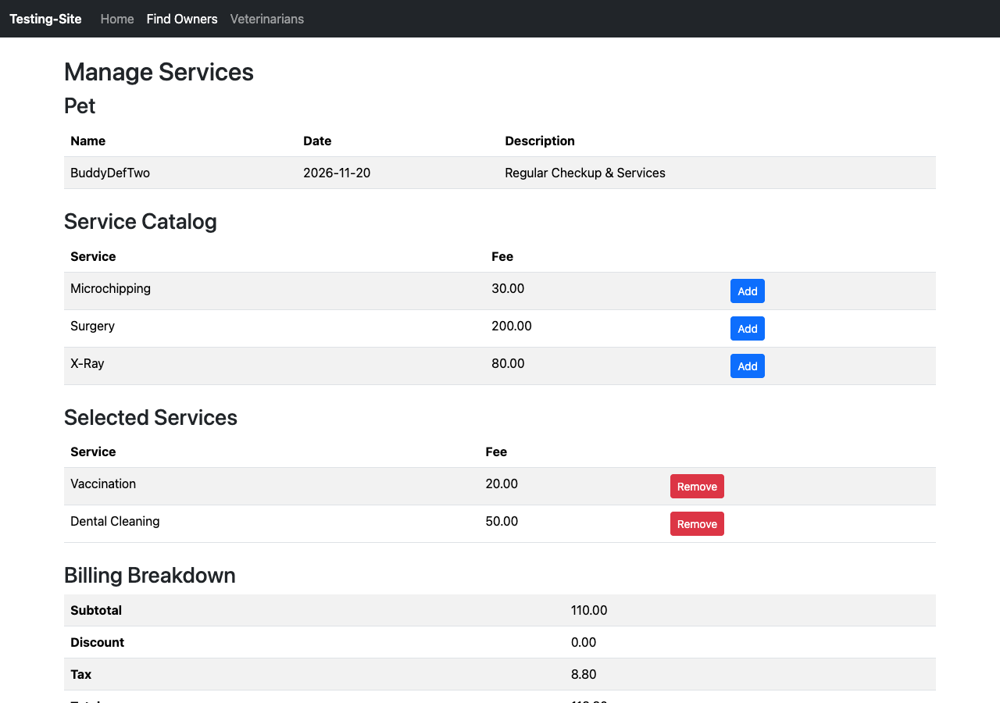 Testing-Site Home Find Owners Veterinarians
Manage Services
Pet
Name Date Description
BuddyDefTwo 2026-11-20 Regular Checkup & Services
Service Catalog
Service Fee
Microchipping 30.00 Add
Surgery 200.00 Add
X-Ray 80.00 Add
Selected Services
Service Fee
Vaccination 20.00 Remove
Dental Cleaning 50.00 Remove
Billing Breakdown
Subtotal 110.00
Discount 0.00
Tax 8.80